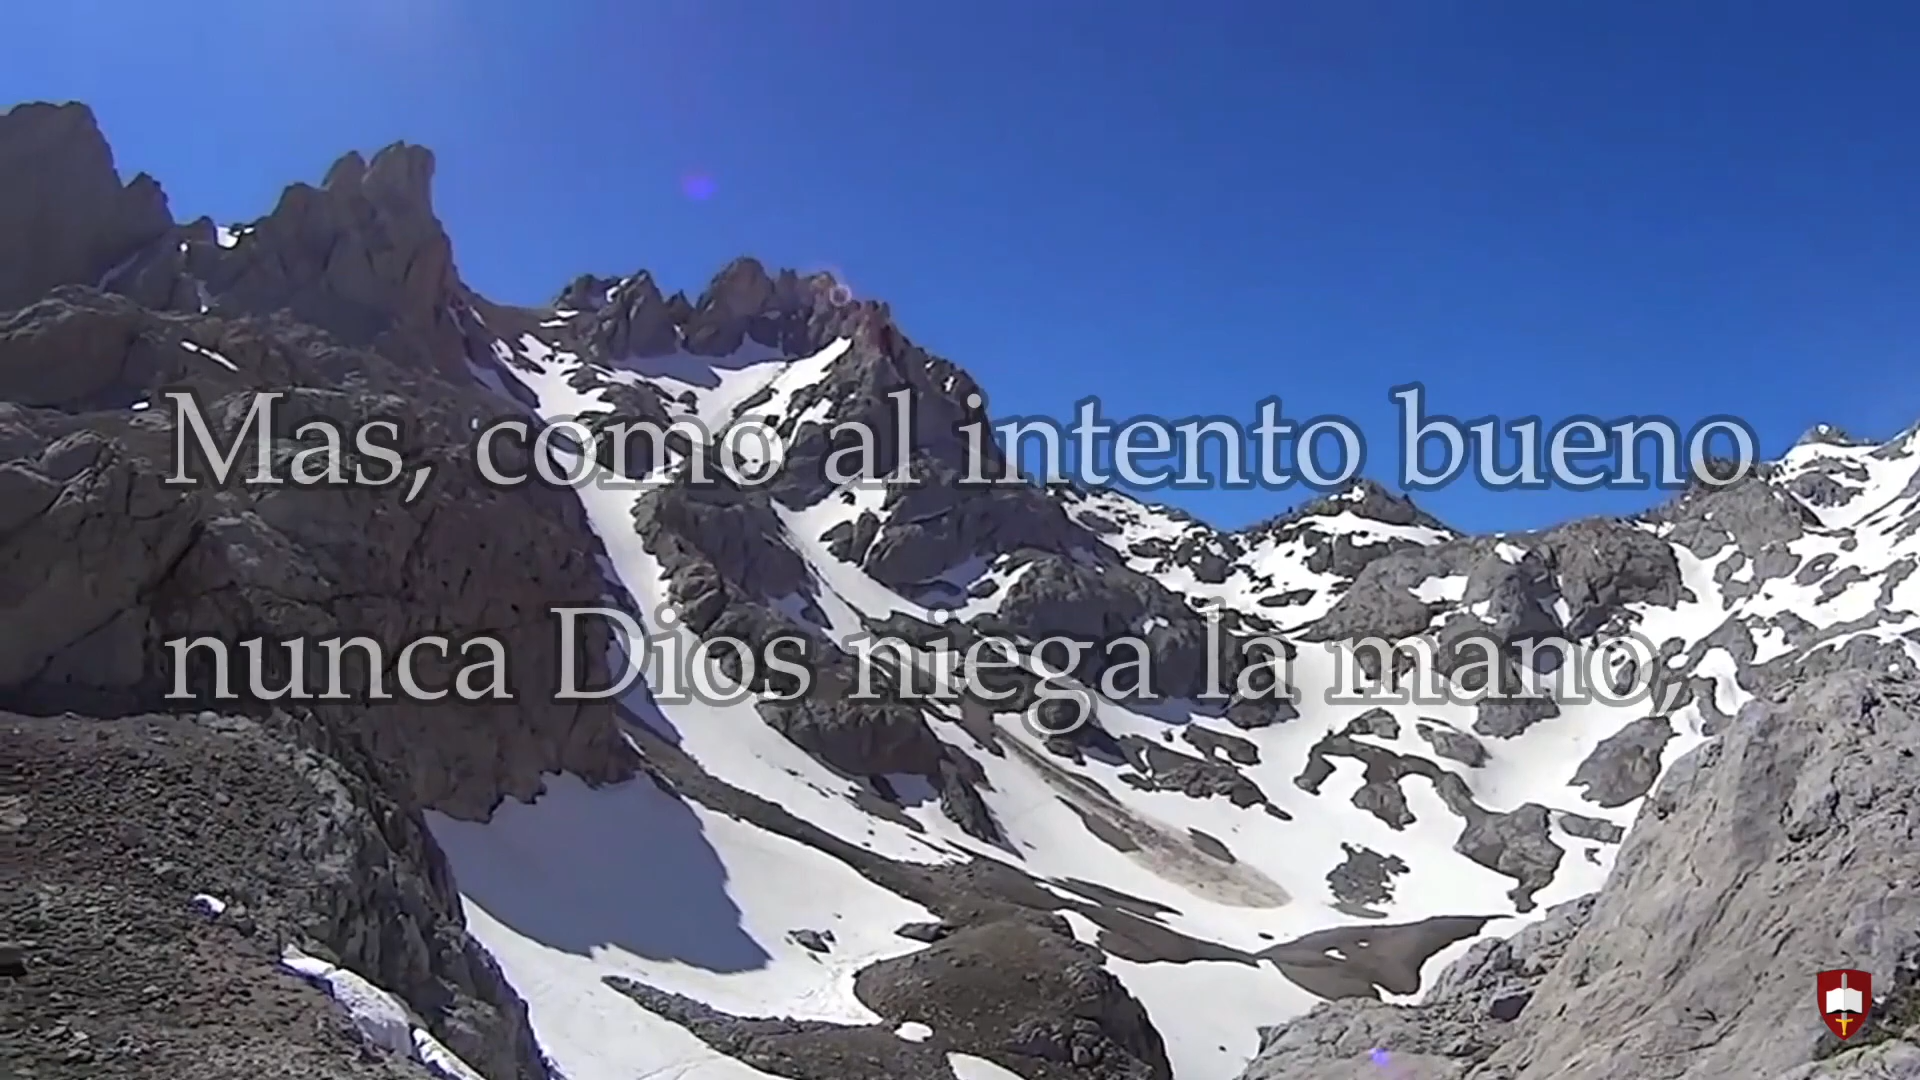 Mas, como al intento bueno
nunca Dios niega la mano,